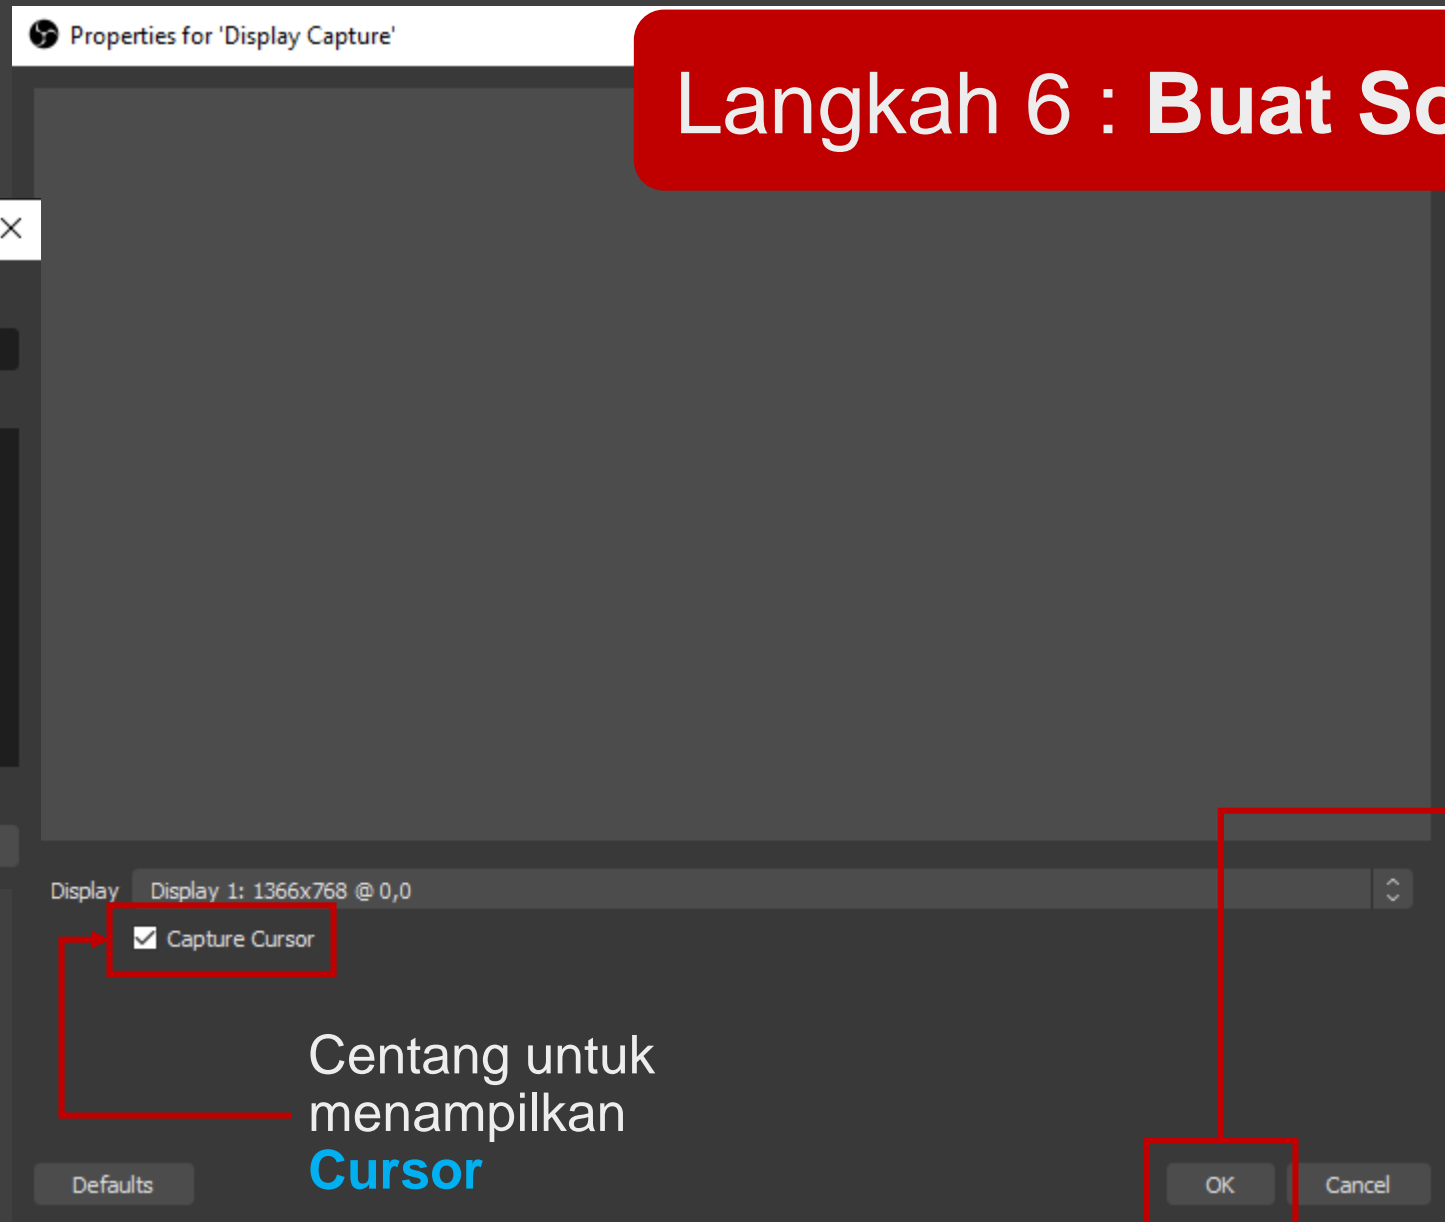 Properties for 'Display Capture'
Langkah 6 : Buat
Display Display 1: 1366x768 @ 0,0
Capture Cursor
Centang untuk
menampilkan
Cursor
Defaults
OK Cancel